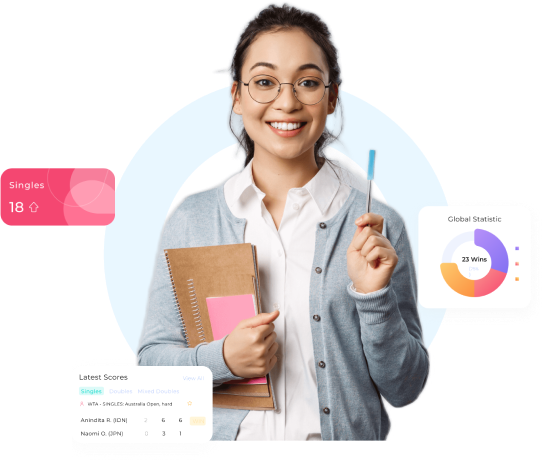 Singles
18
Global Statistic
23 Wins
Latest Scores
View All
Singles Doubles Mixed Doubles
WTA - SINGLES: Australia Open, hard
Anindita R. (IDN) 2 6 6
Naomi O. (JPN) 0 3 1